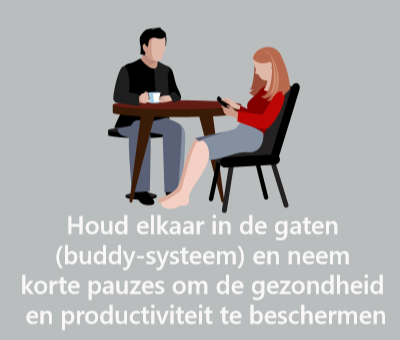 Houd elkaar in de gaten
(buddy-systeem) en neem
korte pauzes om de gezondheid
en productiviteit te beschermen